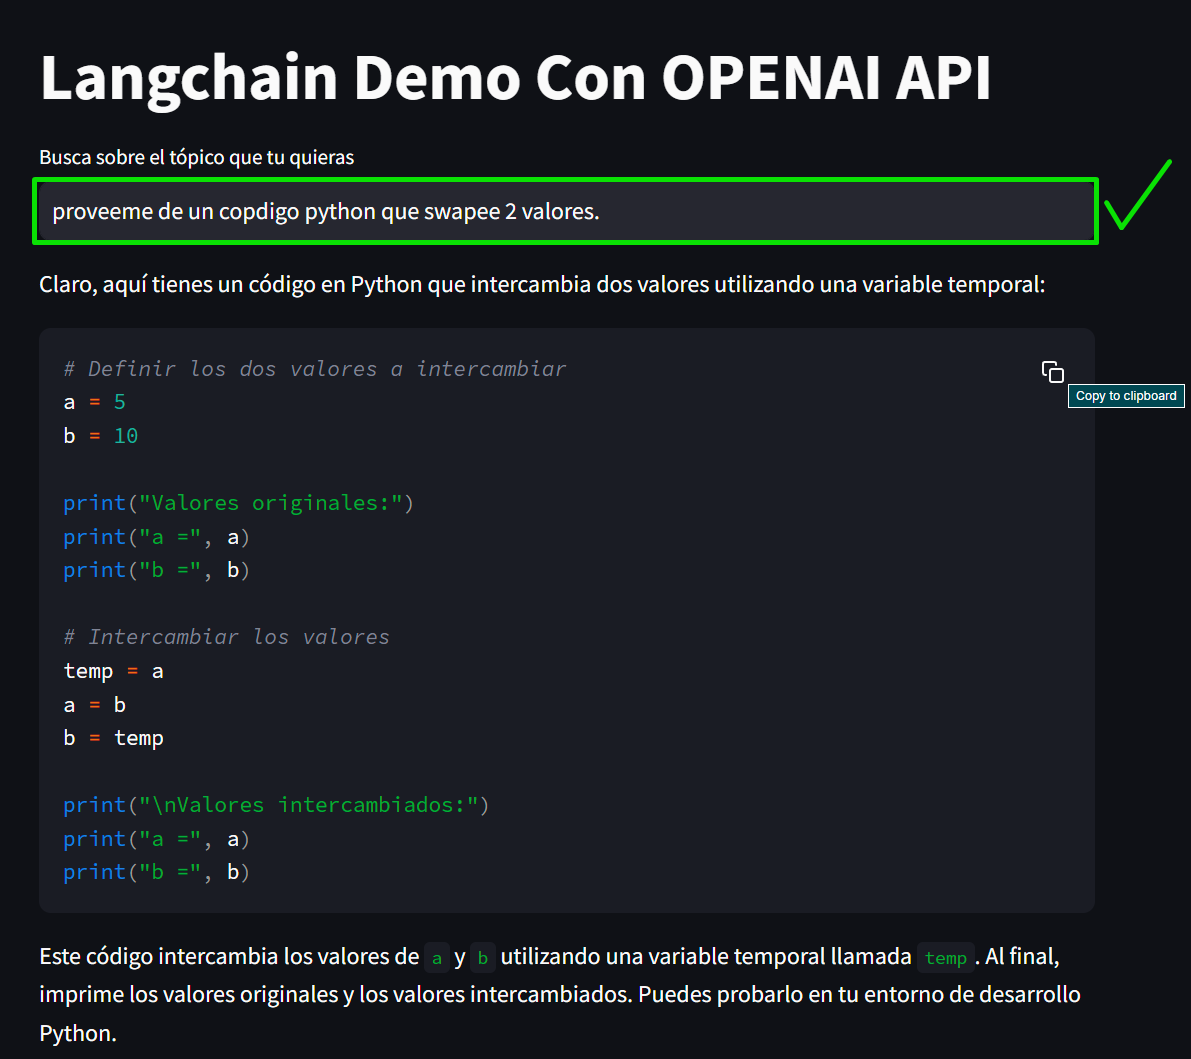 Langchain Demo Con OPENAI API
Busca sobre el tópico que tu quieras
proveeme de un copdigo python que swapee 2 valores.
Claro, aquí tienes un código en Python que intercambia dos valores utilizando una variable temporal:
# Definir los dos valores a intercambiar
a = 5
Copy to clipboard
b = 10
print("Valores originales:")
print("a =", a)
print("b =", b)
# Intercambiar los valores
temp = a
a = b
b = temp
print("\nValores intercambiados:")
print("a =", a)
print("b =", b)
Este código intercambia los valores de a y b utilizando una variable temporal llamada temp. Al final,
imprime los valores originales y los valores intercambiados. Puedes probarlo en tu entorno de desarrollo
Python.